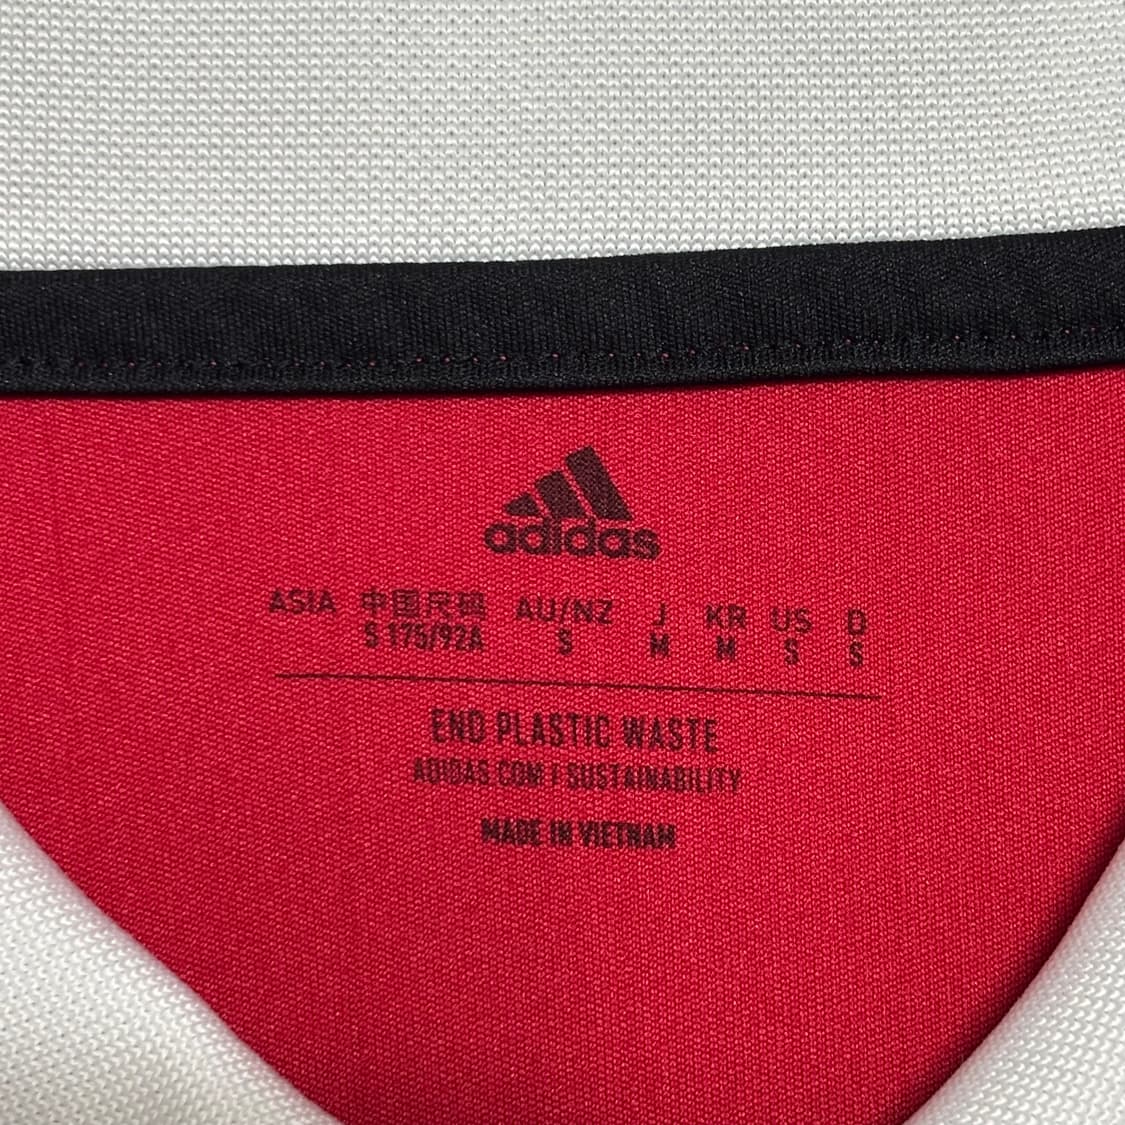 adidas
ASIA 中国尺码 AU/NZ J KR US D
S 175/92A S M M S S
END PLASTIC WASTE
ADIDAS.COM / SUSTAINABILITY
MADE IN VIETNAM